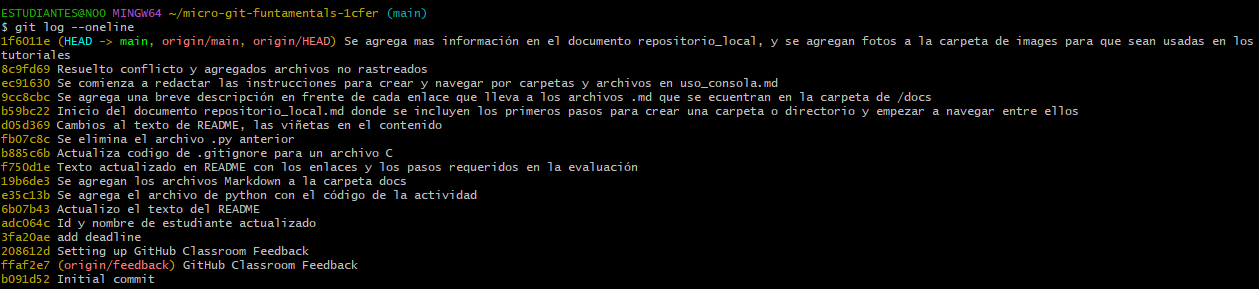 ESTUDIANTES@NOO MINGW64 ~/micro-git-funtamentals-1cfer (main)
$ git log --oneline
1f6011e (HEAD -> main, origin/main, origin/HEAD) Se agrega mas información en el documento repositorio_local, y se agregan fotos a la carpeta de images para que sean usadas en los
tutoriales
8c9fd69 Resuelto conflicto y agregados archivos no rastreados
ec91630 Se comienza a redactar las instrucciones para crear y navegar por carpetas y archivos en uso_consola.md
9cc8cbc Se agrega una breve descripción en frente de cada enlace que lleva a los archivos .md que se ecuentran en la carpeta de /docs
b59bc22 Inicio del documento repositorio_local.md donde se incluyen los primeros pasos para crear una carpeta o directorio y empezar a navegar entre ellos
d05d369 Cambios al texto de README, las viñetas en el contenido
fb07c8c Se elimina el archivo .py anterior
b885c6b Actualiza codigo de .gitignore para un archivo C
f750d1e Texto actualizado en README con los enlaces y los pasos requeridos en la evaluación
19b6de3 Se agregan los archivos Markdown a la carpeta docs
e35c13b Se agrega el archivo de python con el código de la actividad
6b07b43 Actualizo el texto del README
adc064c Id y nombre de estudiante actualizado
3fa20ae add deadline
208612d Setting up GitHub Classroom Feedback
ffaf2e7 (origin/feedback) GitHub Classroom Feedback
b091d52 Initial commit